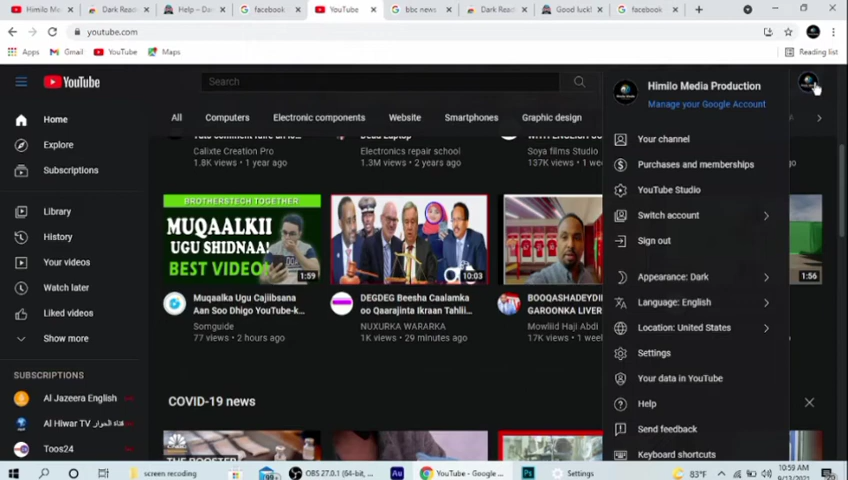 Himilo Med
Dark Read
Help – Da
facebook
YouTube
bbc news
Dark Read
Good luck!
facebook
youtube.com
Apps
Gmail
YouTube
Maps
Reading list
YouTube
Search
Himilo Media Production
Manage your Google Account
Home
Explore
Subscriptions
Library
History
Your videos
Watch later
Liked videos
Show more
SUBSCRIPTIONS
Al Jazeera English
Al Hiwar TV قناة الحوار
Toos24
All
Computers
Electronic components
Website
Smartphones
Graphic design
Calixte Creation Pro
1.8K views • 1 year ago
Electronics repair school
1.3M views • 2 years ago
Soya films Studio
137K views • 1 we
BROTHERSTECH TOGETHER
MUQAALKII
UGU SHIDNAA!
BEST VIDEO
1:59
10:03
1:56
Muqaalka Ugu Cajiibsana
Aan Soo Dhigo YouTube-k...
Somguide
77 views • 2 hours ago
DEGDEG Beesha Caalamka
oo Qaarajinta Ikraan Tahlii...
NUXURKA WARARKA
1K views • 29 minutes ago
BOOQASHADEYDII
GAROONKA LIVER
Mowliid Haji Abdi
17K views • 1 week
COVID-19 news
Your channel
Purchases and memberships
YouTube Studio
Switch account
Sign out
Appearance: Dark
Language: English
Location: United States
Settings
Your data in YouTube
Help
Send feedback
Keyboard shortcuts
screen recoding
OBS 27.0.1 (64-bit, ...
YouTube - Google ...
Settings
83°F
10:59 AM
9/13/2021